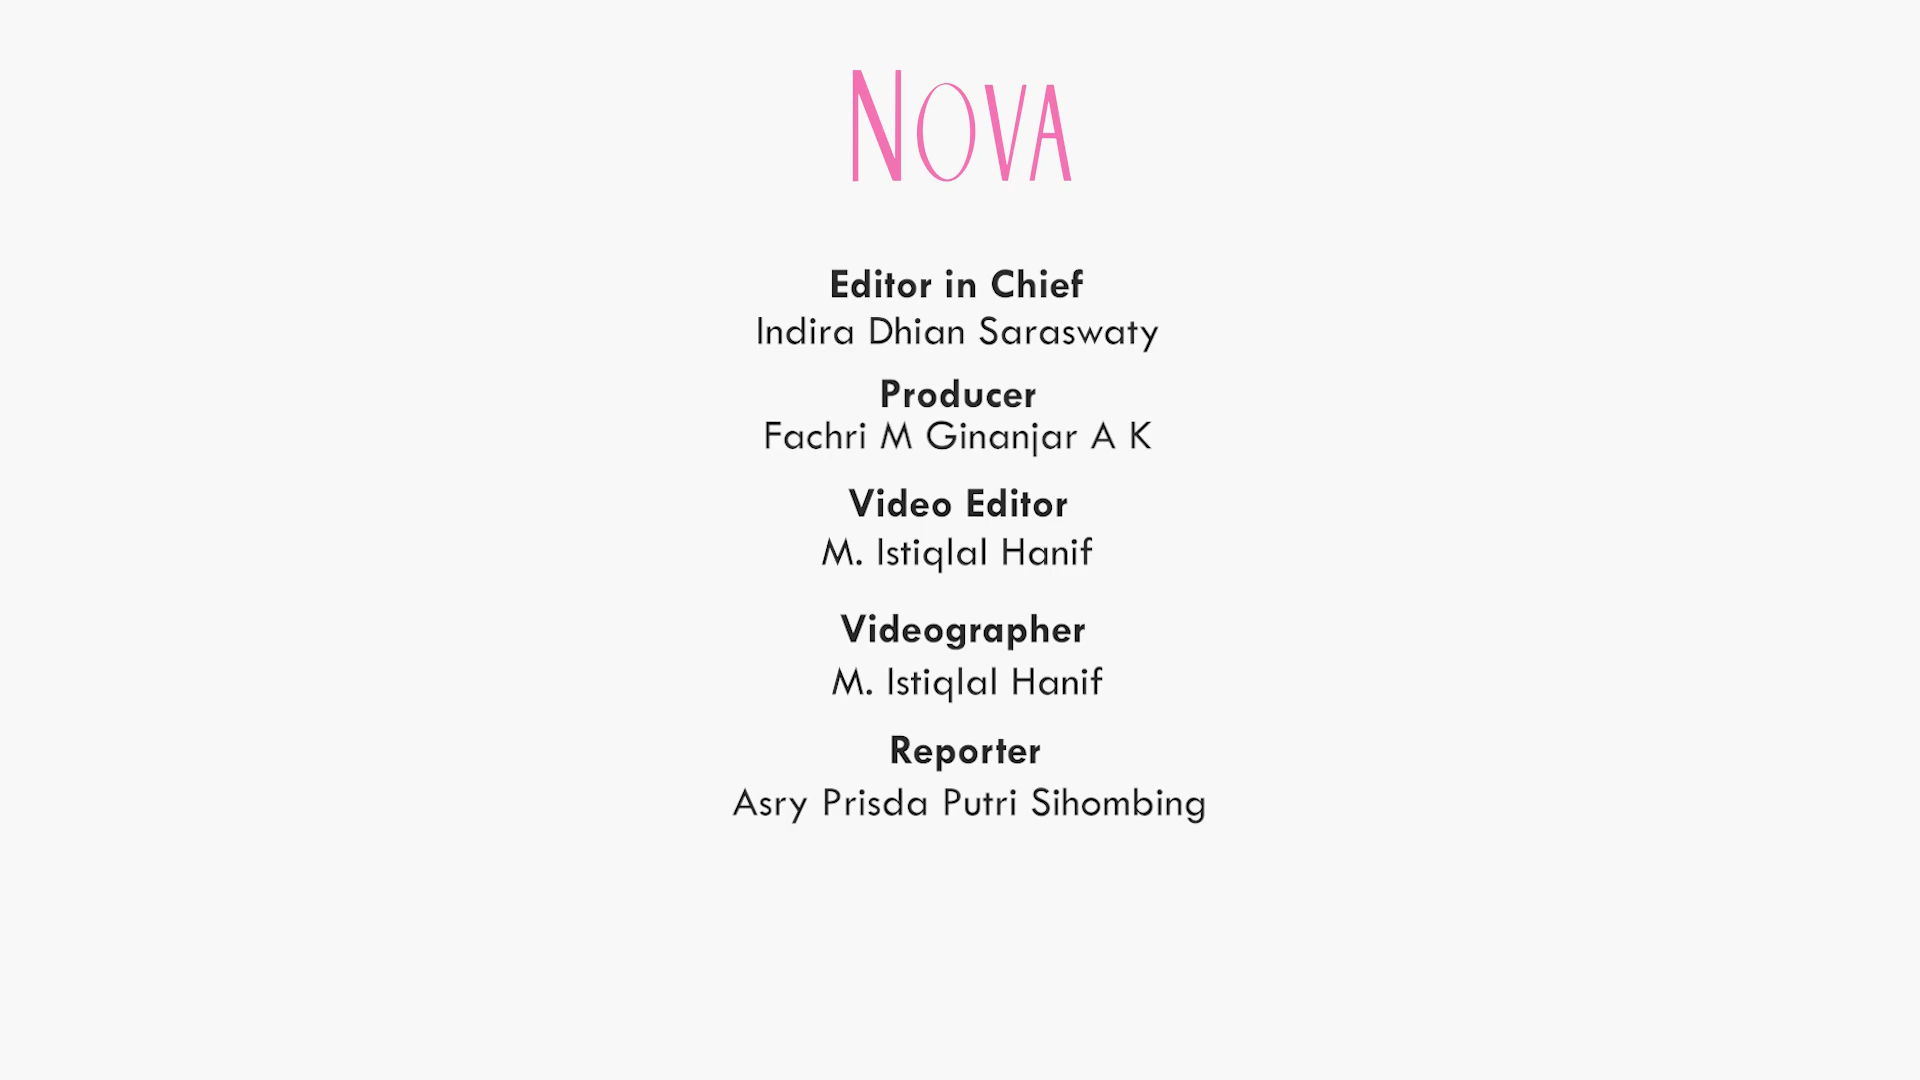 NOVA
Editor in Chief
Indira Dhian Saraswaty
Producer
Fachri M Ginanjar A K
Video Editor
M. Istiqlal Hanif
Videographer
M. Istiqlal Hanif
Reporter
Asry Prisda Putri Sihombing